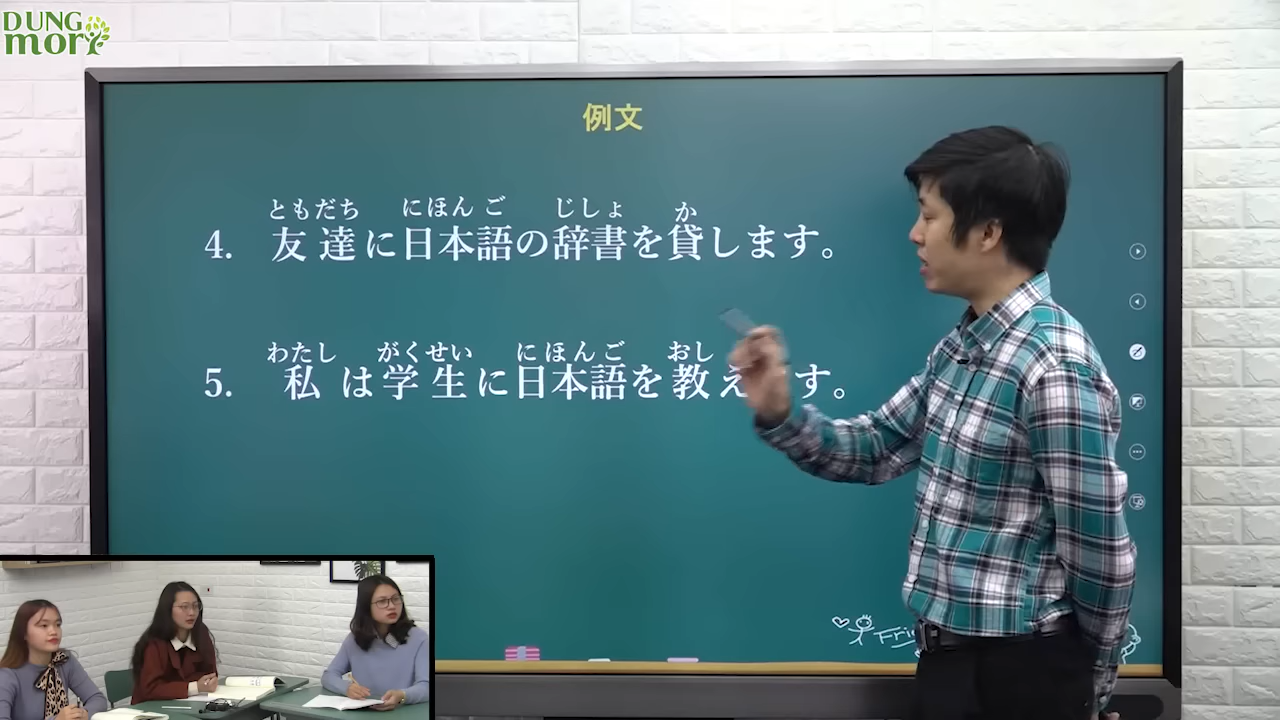 DUNG
mori
例文
ともだち にほんご じしょ か
4. 友達に日本語の辞書を貸します。
わたし がくせい にほんご おし
5. 私は学生に日本語を教え す。